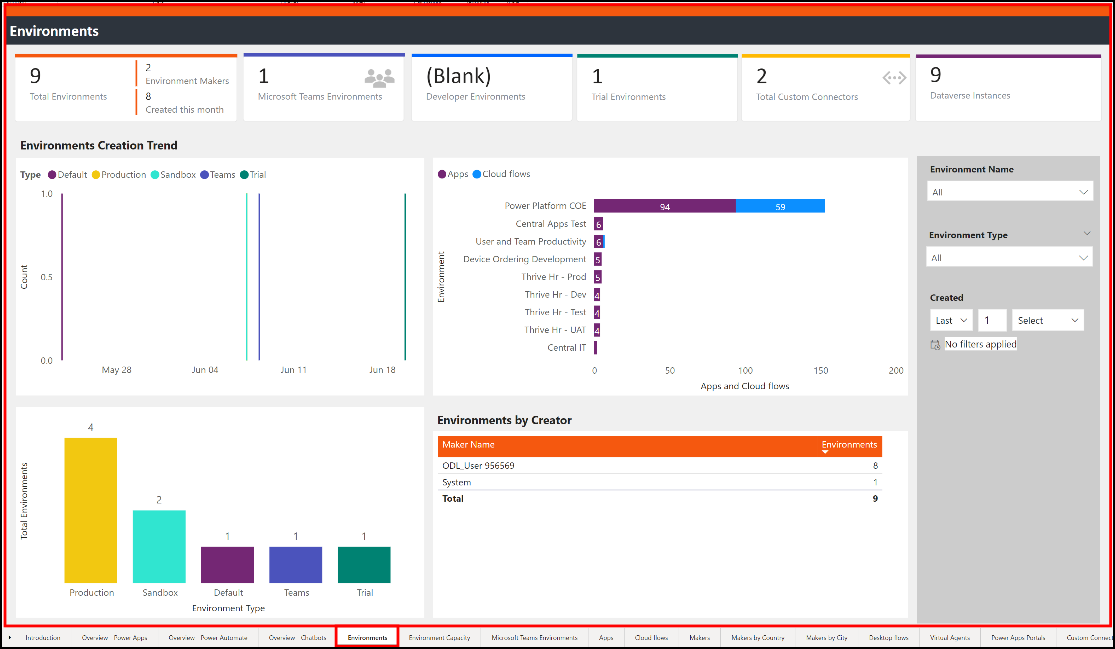 Environments
9
Total Environments
2
Environment Makers
8
Created this month
1
Microsoft Teams Environments
(Blank)
Developer Environments
1
Trial Environments
2
Total Custom Connectors
9
Dataverse Instances
Environments Creation Trend
Type Default Production Sandbox Teams Trial
1.0
0.5
0.0
Count
May 28 Jun 04 Jun 11 Jun 18
Apps Cloud flows
Environment
Power Platform COE 94 59
Central Apps Test 6
User and Team Productivity 6
Device Ordering Development 5
Thrive Hr - Prod 5
Thrive Hr - Dev 4
Thrive Hr - Test 4
Thrive Hr - UAT 4
Central IT
0 50 100 150 200
Apps and Cloud flows
Environment Name
All
Environment Type
All
Created
Last 1 Select
No filters applied
Total Environments
4
2
1
1
1
Production Sandbox Default Teams Trial
Environment Type
Environments by Creator
Maker Name Environments
ODL_User 956569 8
System 1
Total 9
Introduction Overview Power Apps Overview Power Automate Overview Chatbots Environments Environment Capacity Microsoft Teams Environments Apps Cloud flows Makers Makers by Country Makers by City Desktop flows Virtual Agents Power Apps Portals Custom Connect